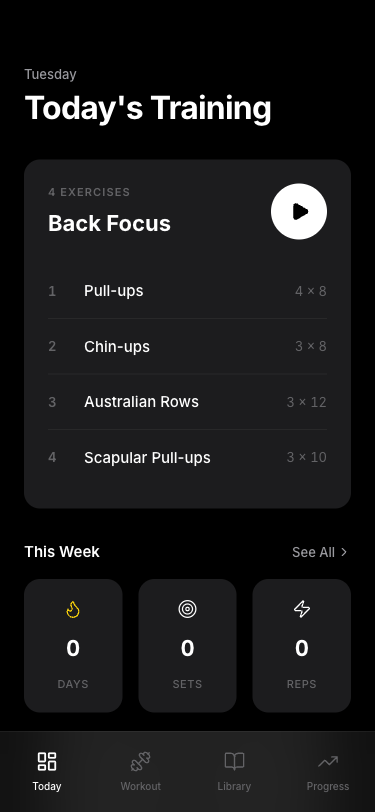 Tuesday
Today's Training
4 EXERCISES
Back Focus
1 Pull-ups 4 × 8
2 Chin-ups 3 × 8
3 Australian Rows 3 × 12
4 Scapular Pull-ups 3 × 10
This Week See All
0 0 0
DAYS SETS REPS
Today Workout Library Progress